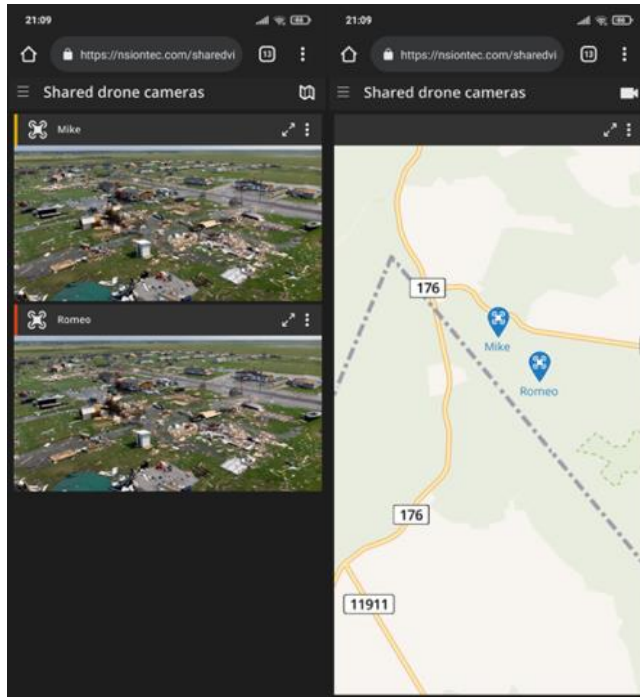 21:09
https://nsiontec.com/sharedvi
13
Shared drone cameras
Mike
Romeo
21:09
https://nsiontec.com/sharedvi
13
Shared drone cameras
176
Mike
Romeo
176
11911